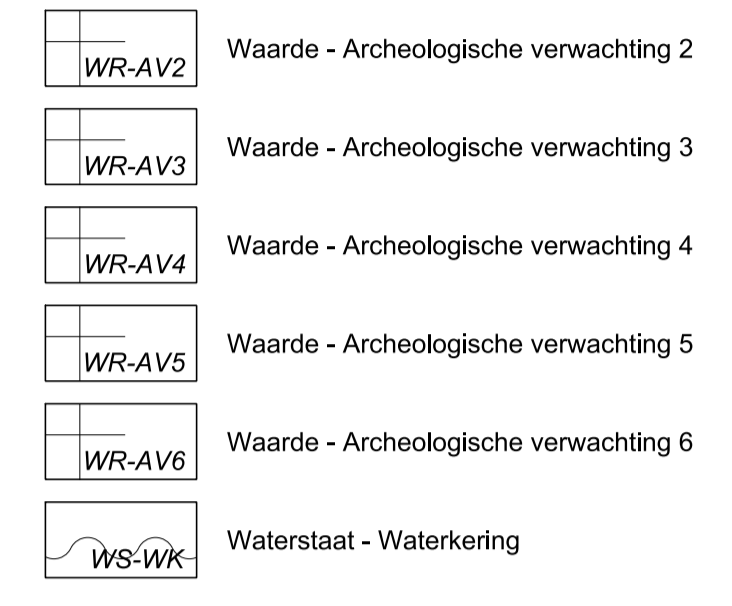 WR-AV2 Waarde - Archeologische verwachting 2
WR-AV3 Waarde - Archeologische verwachting 3
WR-AV4 Waarde - Archeologische verwachting 4
WR-AV5 Waarde - Archeologische verwachting 5
WR-AV6 Waarde - Archeologische verwachting 6
WS-WK Waterstaat - Waterkering